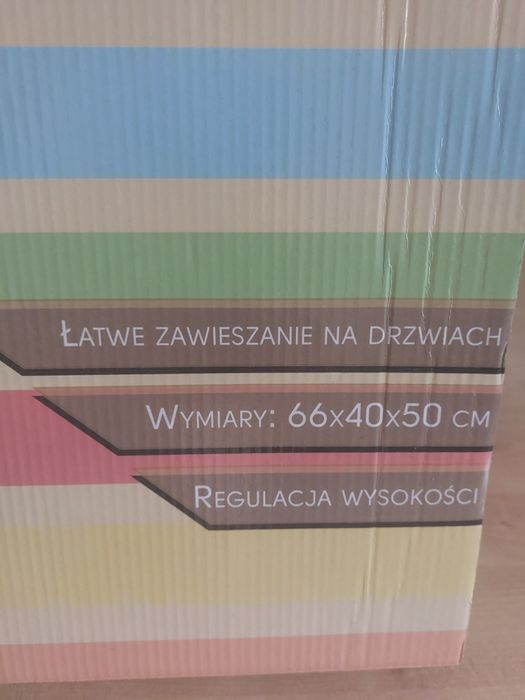 Łatwe zawieszanie na drzwiach
Wymiary: 66x40x50 cm
Regulacja wysokości